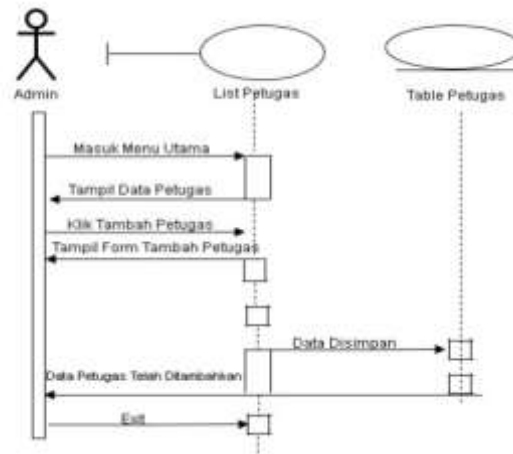 Admin
List Petugas
Table Petugas
Masuk Menu Utama
Tampil Data Petugas
Klik Tambah Petugas
Tampil Form Tambah Petugas
Data Disimpan
Data Petugas Telah Ditambahkan
Exit